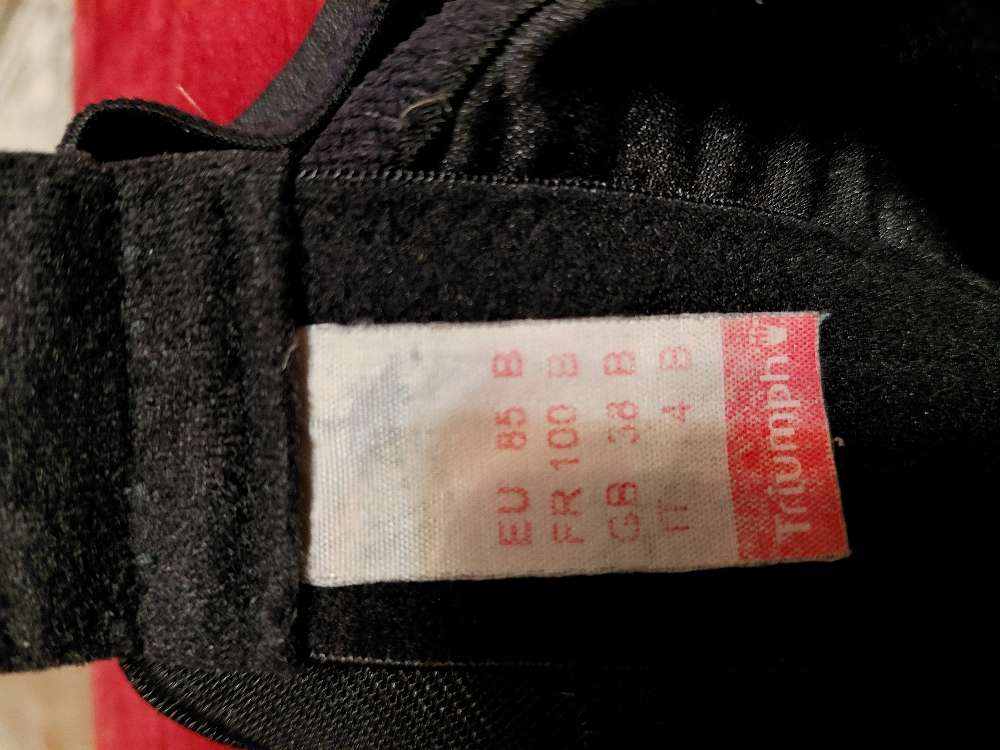 Triumph
IT 4 B
GB 38 B
FR 100 B
EU 85 B